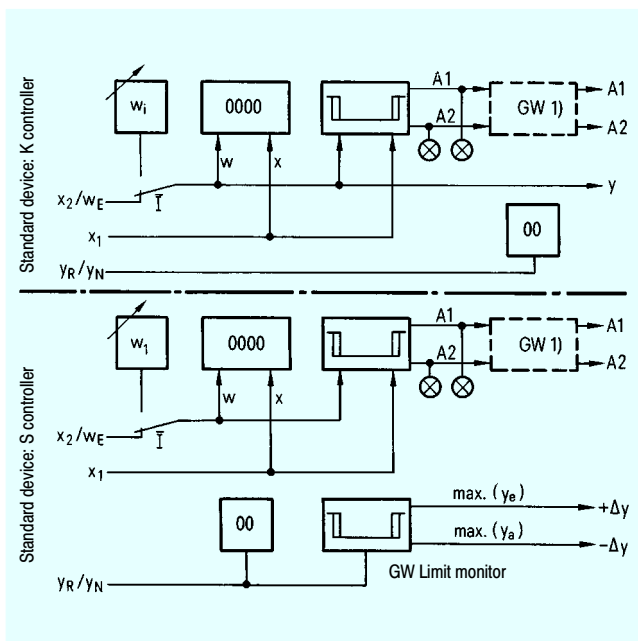 Standard device: K controller
wi
0000
A1
A2
GW 1)
A1
A2
w
x
x2/wE
I
y
x1
00
yR/yN
Standard device: S controller
w1
0000
A1
A2
GW 1)
A1
A2
w
x
x2/wE
I
x1
00
max. (ye)
+Δy
max. (ya)
-Δy
GW Limit monitor
yR/yN